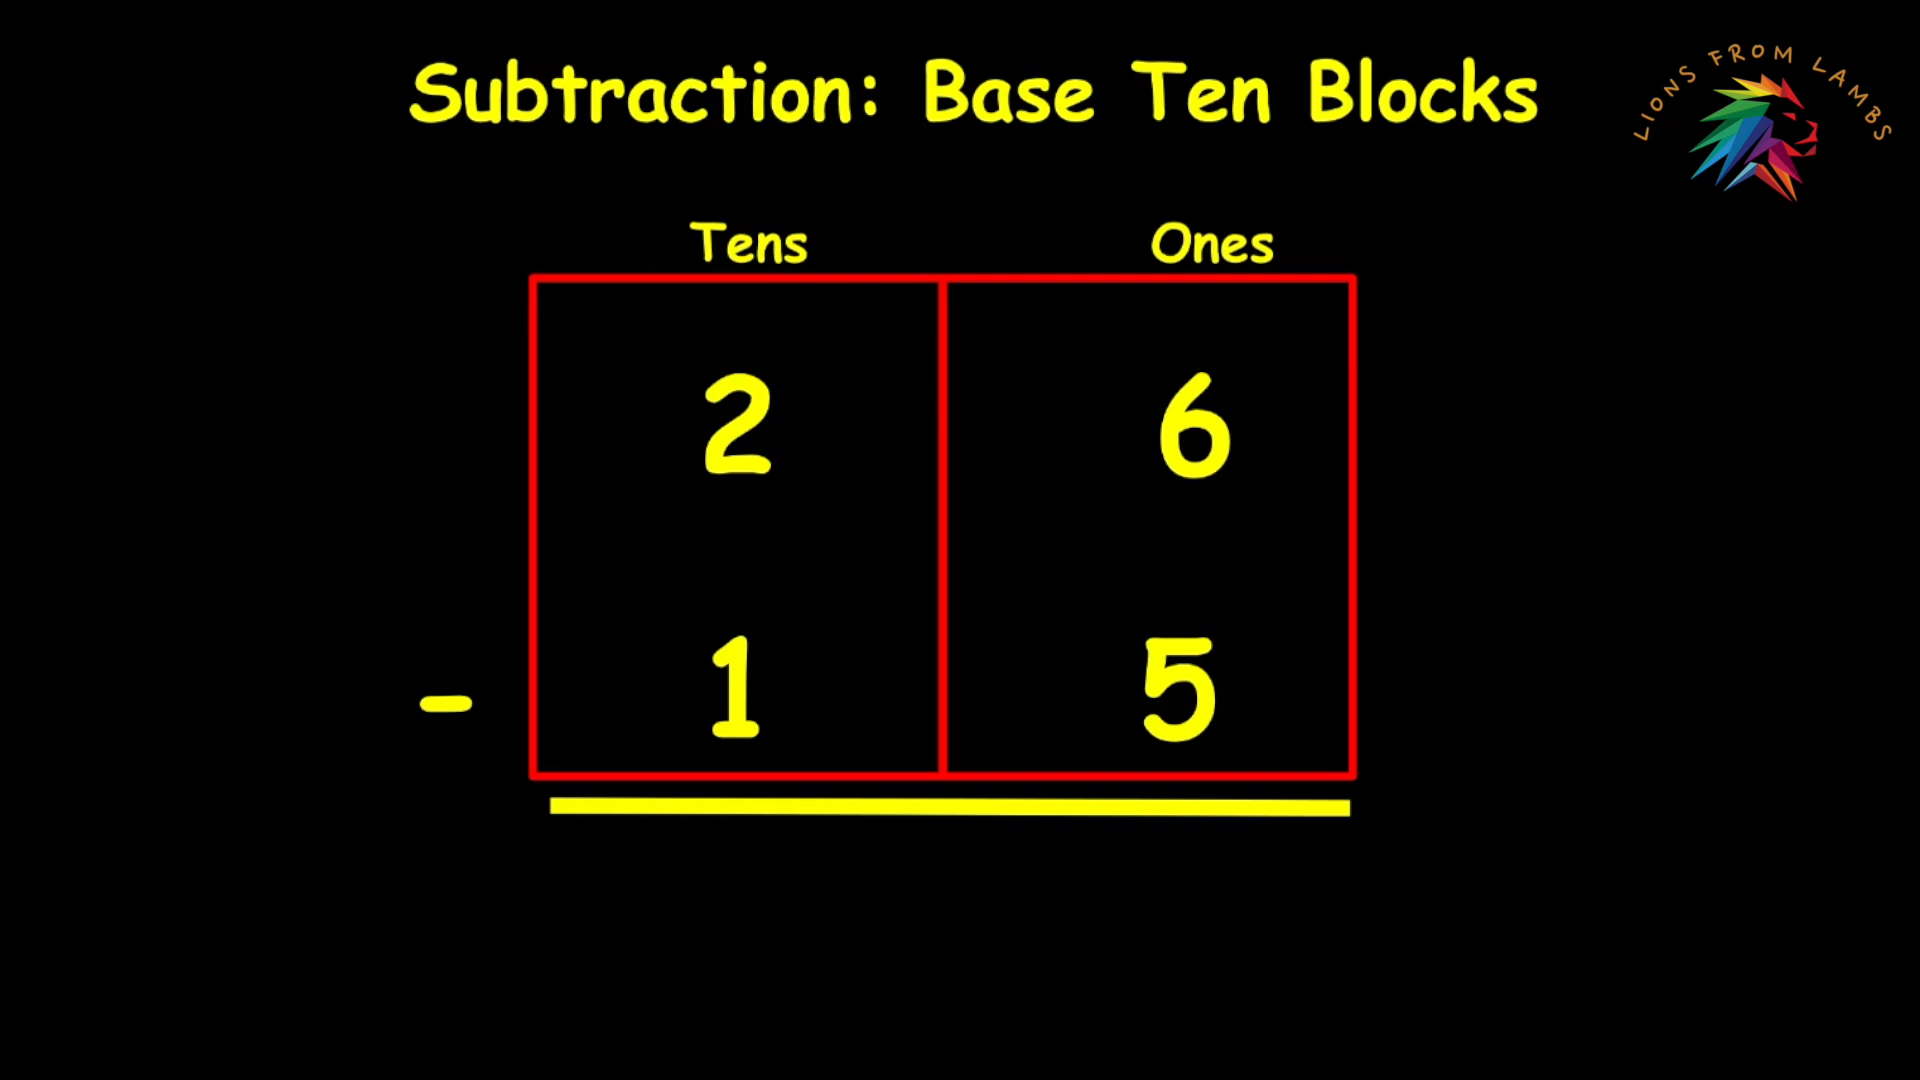 Subtraction: Base Ten Blocks
LIONS FROM LAMBS
Tens Ones
2 6
- 1 5